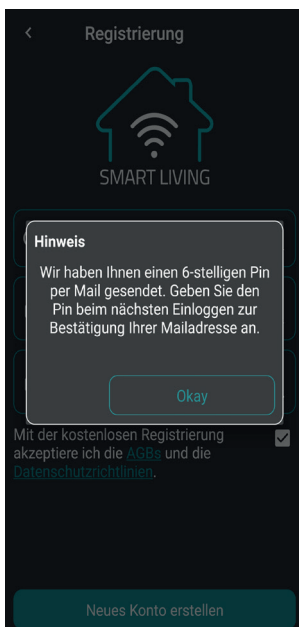 Registrierung
SMART LIVING
Hinweis
Wir haben Ihnen einen 6-stelligen Pin
per Mail gesendet. Geben Sie den
Pin beim nächsten Einloggen zur
Bestätigung Ihrer Mailadresse an.
Okay
Mit der kostenlosen Registrierung
akzeptiere ich die AGBs und die
Datenschutzrichtlinien.
Neues Konto erstellen